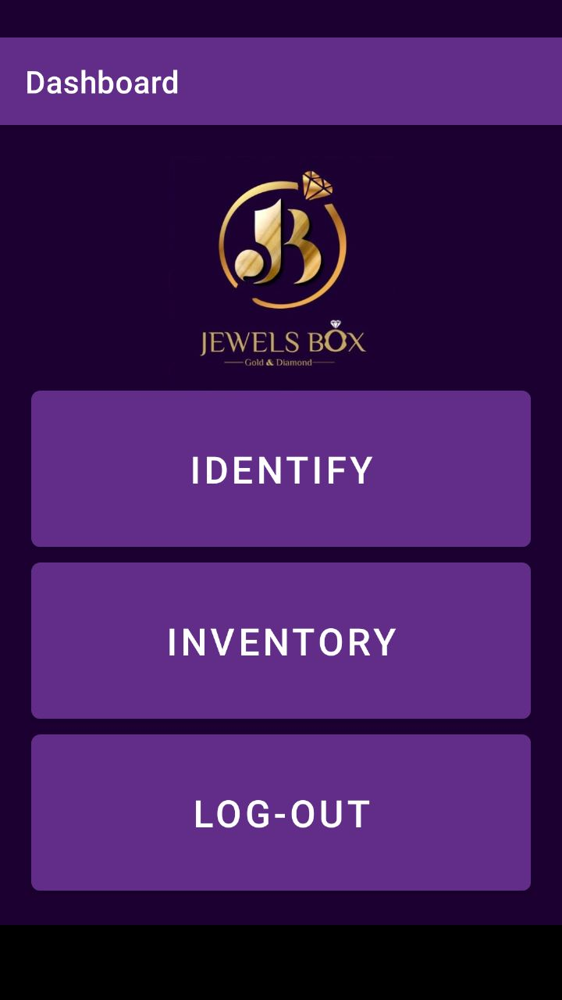 Dashboard
JB
JEWELS BOX
Gold & Diamond
IDENTIFY
INVENTORY
LOG-OUT